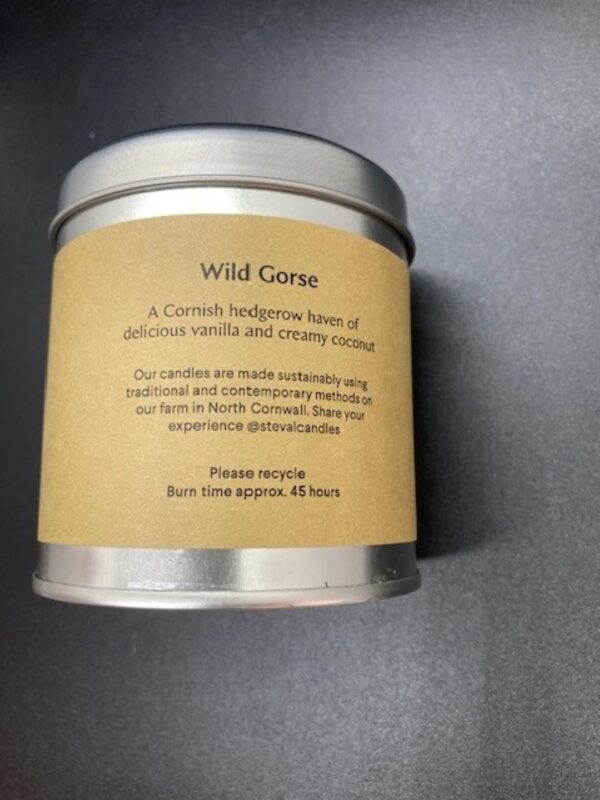 Wild Gorse
A Cornish hedgerow haven of
delicious vanilla and creamy coconut
Our candles are made sustainably using
traditional and contemporary methods on
our farm in North Cornwall. Share your
experience @stevalcandles
Please recycle
Burn time approx. 45 hours